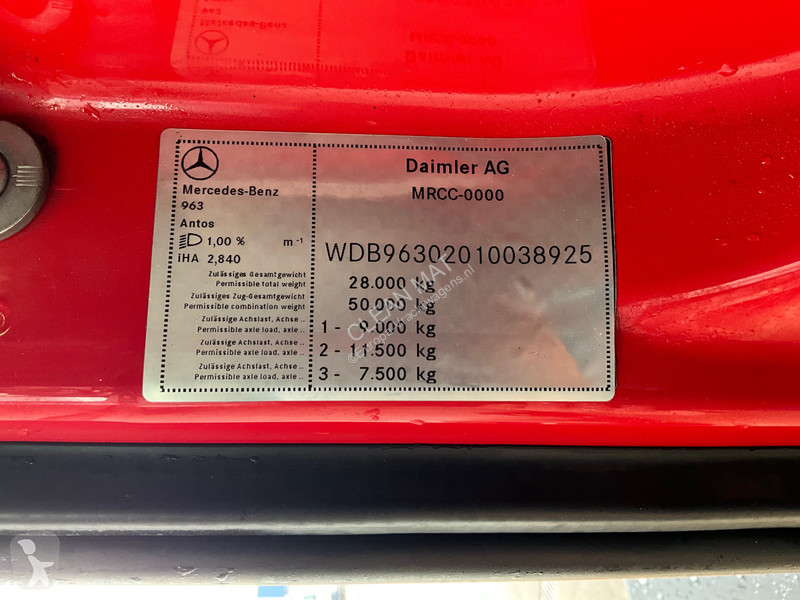 Mercedes-Benz
963
Antos
1,00 % m⁻¹
iHA 2,840
Daimler AG
MRCC-0000
WDB96302010038925
Zulässiges Gesamtgewicht
Permissible total weight
28.000 kg
Zulässiges Zug-Gesamtgewicht
Permissible combination weight
50.000 kg
Zulässige Achslast, Achse ..
Permissible axle load, axle ..
1 - 9.000 kg
Zulässige Achslast, Achse ..
Permissible axle load, axle ..
2 - 11.500 kg
Zulässige Achslast, Achse ..
Permissible axle load, axle ..
3 - 7.500 kg
CLEAN MAT